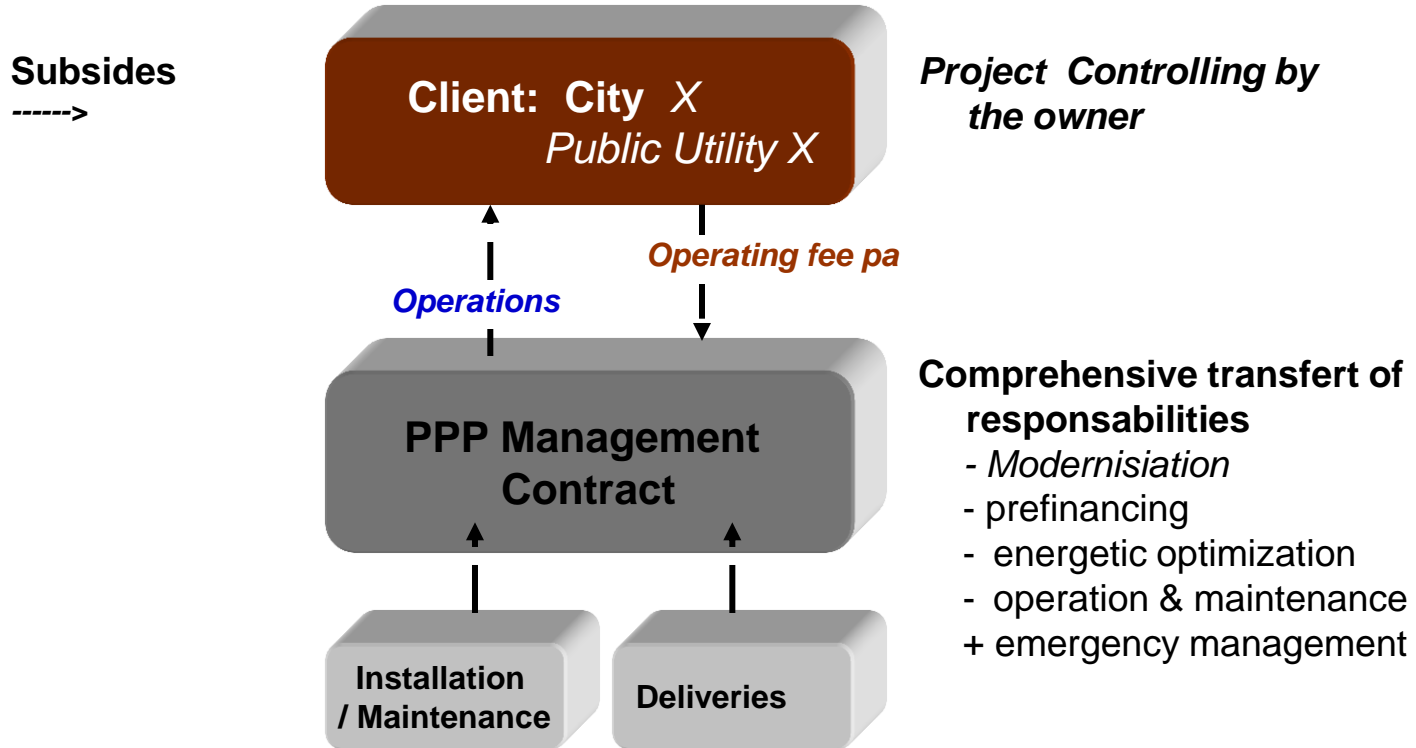 Subsides
------>
Client: City X
Public Utility X
Project Controlling by
the owner
Operating fee pa
Operations
PPP Management
Contract
Comprehensive transfert of
responsabilities
- Modernisiation
- prefinancing
- energetic optimization
- operation & maintenance
+ emergency management
Installation
/ Maintenance
Deliveries